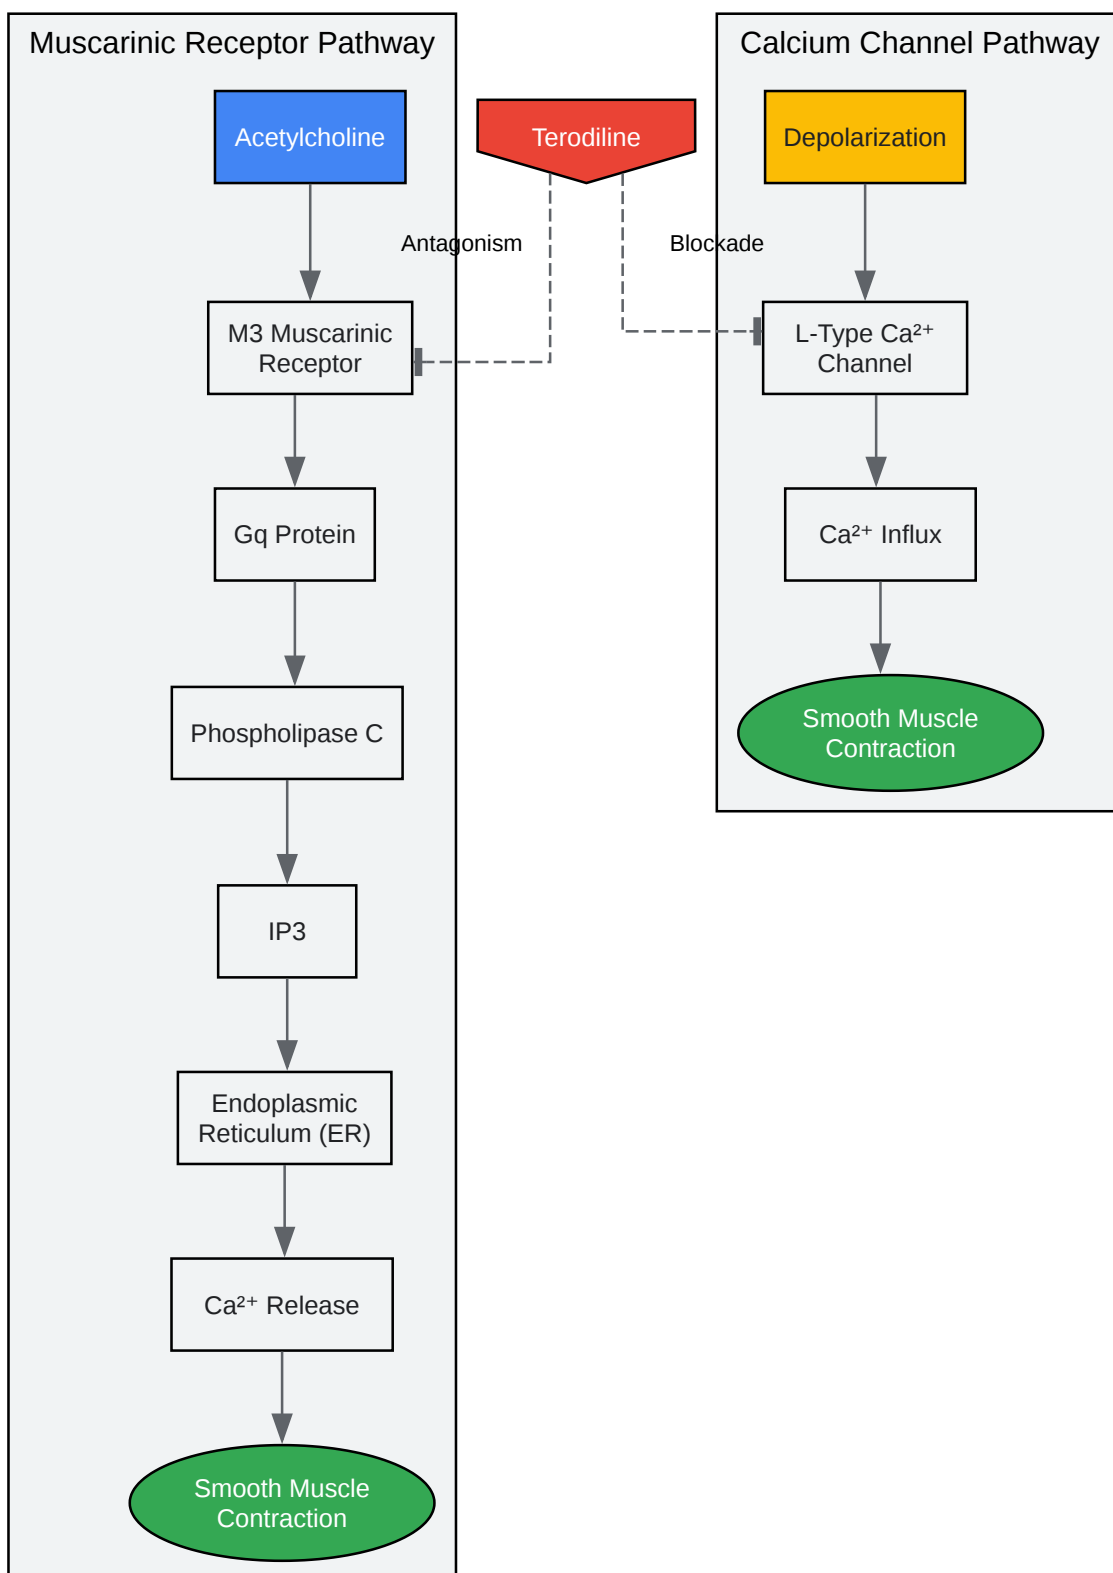 Muscarinic Receptor Pathway
Acetylcholine
M3 Muscarinic
Receptor
Gq Protein
Phospholipase C
IP3
Endoplasmic
Reticulum (ER)
Ca²⁺ Release
Smooth Muscle
Contraction
Terodiline
Antagonism
Blockade
Calcium Channel Pathway
Depolarization
L-Type Ca²⁺
Channel
Ca²⁺ Influx
Smooth Muscle
Contraction